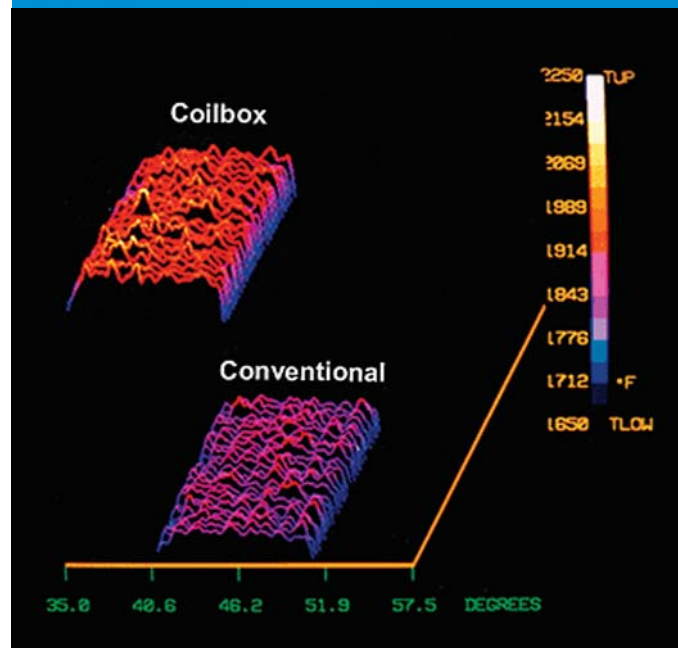 2250 TUP
Coilbox
2154
2069
1989
1914
1843
1776
Conventional
1712 °F
1650 TLOW
35.0 40.6 46.2 51.9 57.5 DEGREES